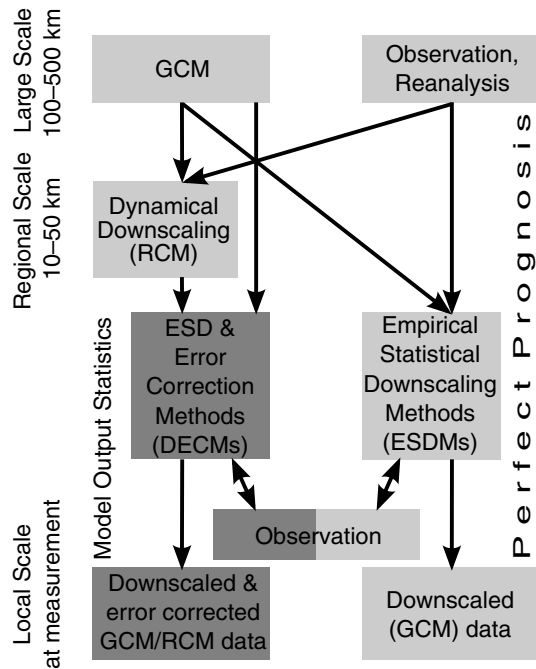 Large Scale
100–500 km
GCM
Observation,
Reanalysis
Regional Scale
10–50 km
Dynamical
Downscaling
(RCM)
Model Output Statistics
ESD &
Error
Correction
Methods
(DECMs)
Empirical
Statistical
Downscaling
Methods
(ESDMs)
Perfect Prognosis
Observation
Local Scale
at measurement
Downscaled &
error corrected
GCM/RCM data
Downscaled
(GCM) data